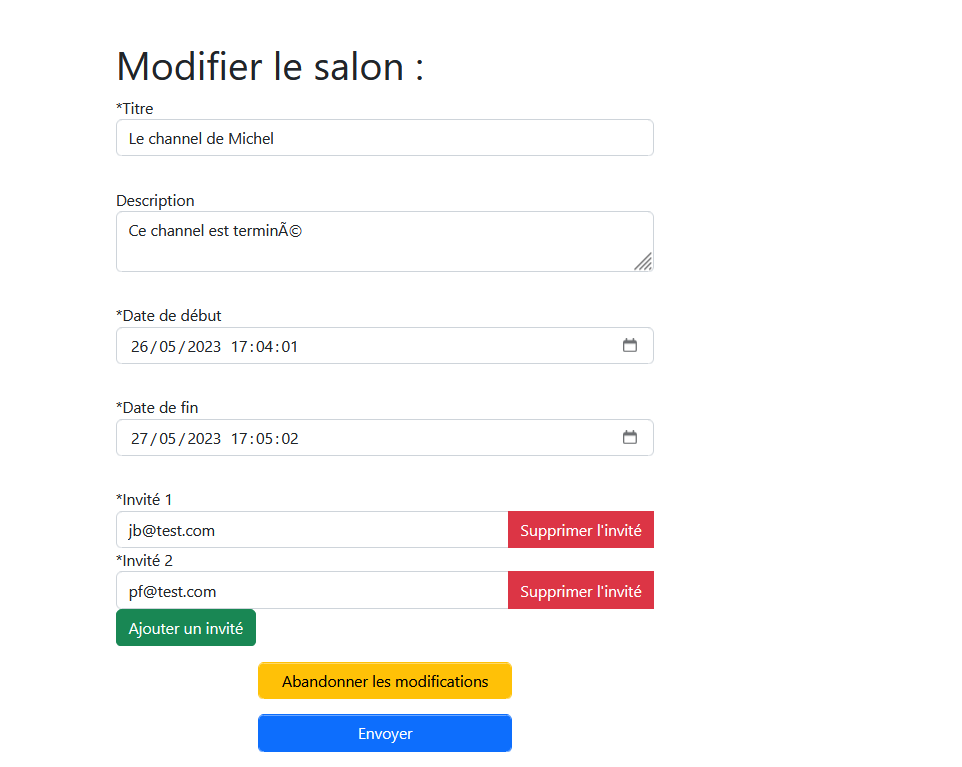 Modifier le salon :
*Titre
Le channel de Michel
Description
Ce channel est terminÃ©
*Date de début
26/05/2023 17:04:01
*Date de fin
27/05/2023 17:05:02
*Invité 1
jb@test.com Supprimer l'invité
*Invité 2
pf@test.com Supprimer l'invité
Ajouter un invité
Abandonner les modifications
Envoyer